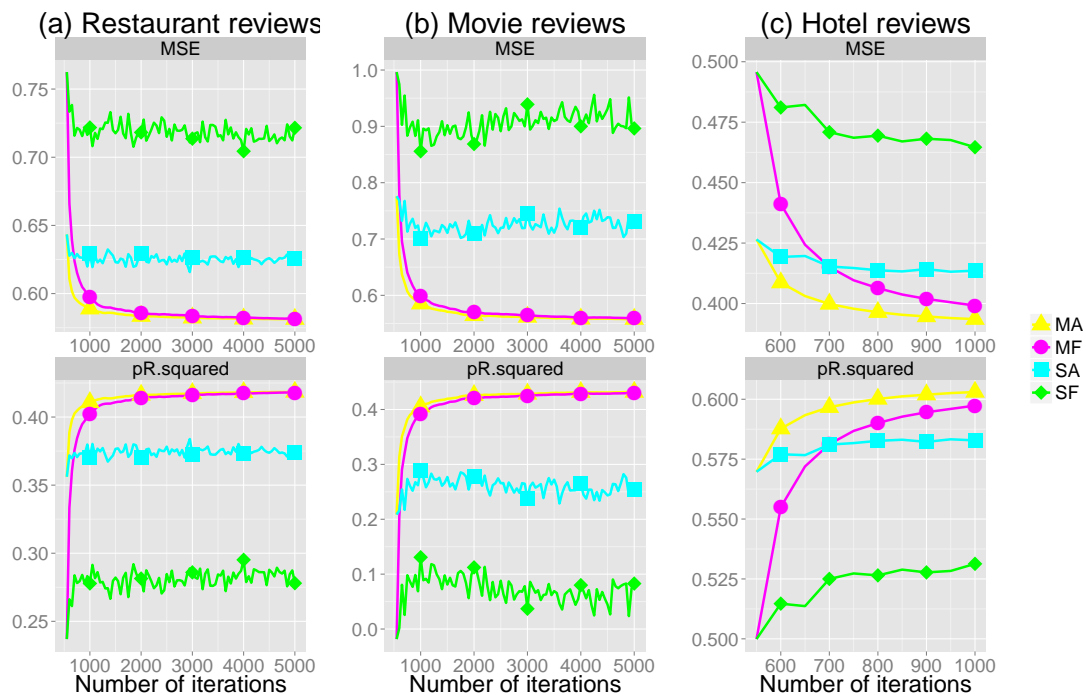 (a) Restaurant reviews
(b) Movie reviews
(c) Hotel reviews
MSE
MSE
MSE
0.75
0.70
0.65
0.60
1.0
0.9
0.8
0.7
0.6
0.500
0.475
0.450
0.425
0.400
1000 2000 3000 4000 5000
1000 2000 3000 4000 5000
600 700 800 900 1000
pR.squared
pR.squared
pR.squared
0.40
0.35
0.30
0.25
0.4
0.3
0.2
0.1
0.0
0.600
0.575
0.550
0.525
0.500
1000 2000 3000 4000 5000
1000 2000 3000 4000 5000
600 700 800 900 1000
Number of iterations
Number of iterations
Number of iterations
MA
MF
SA
SF